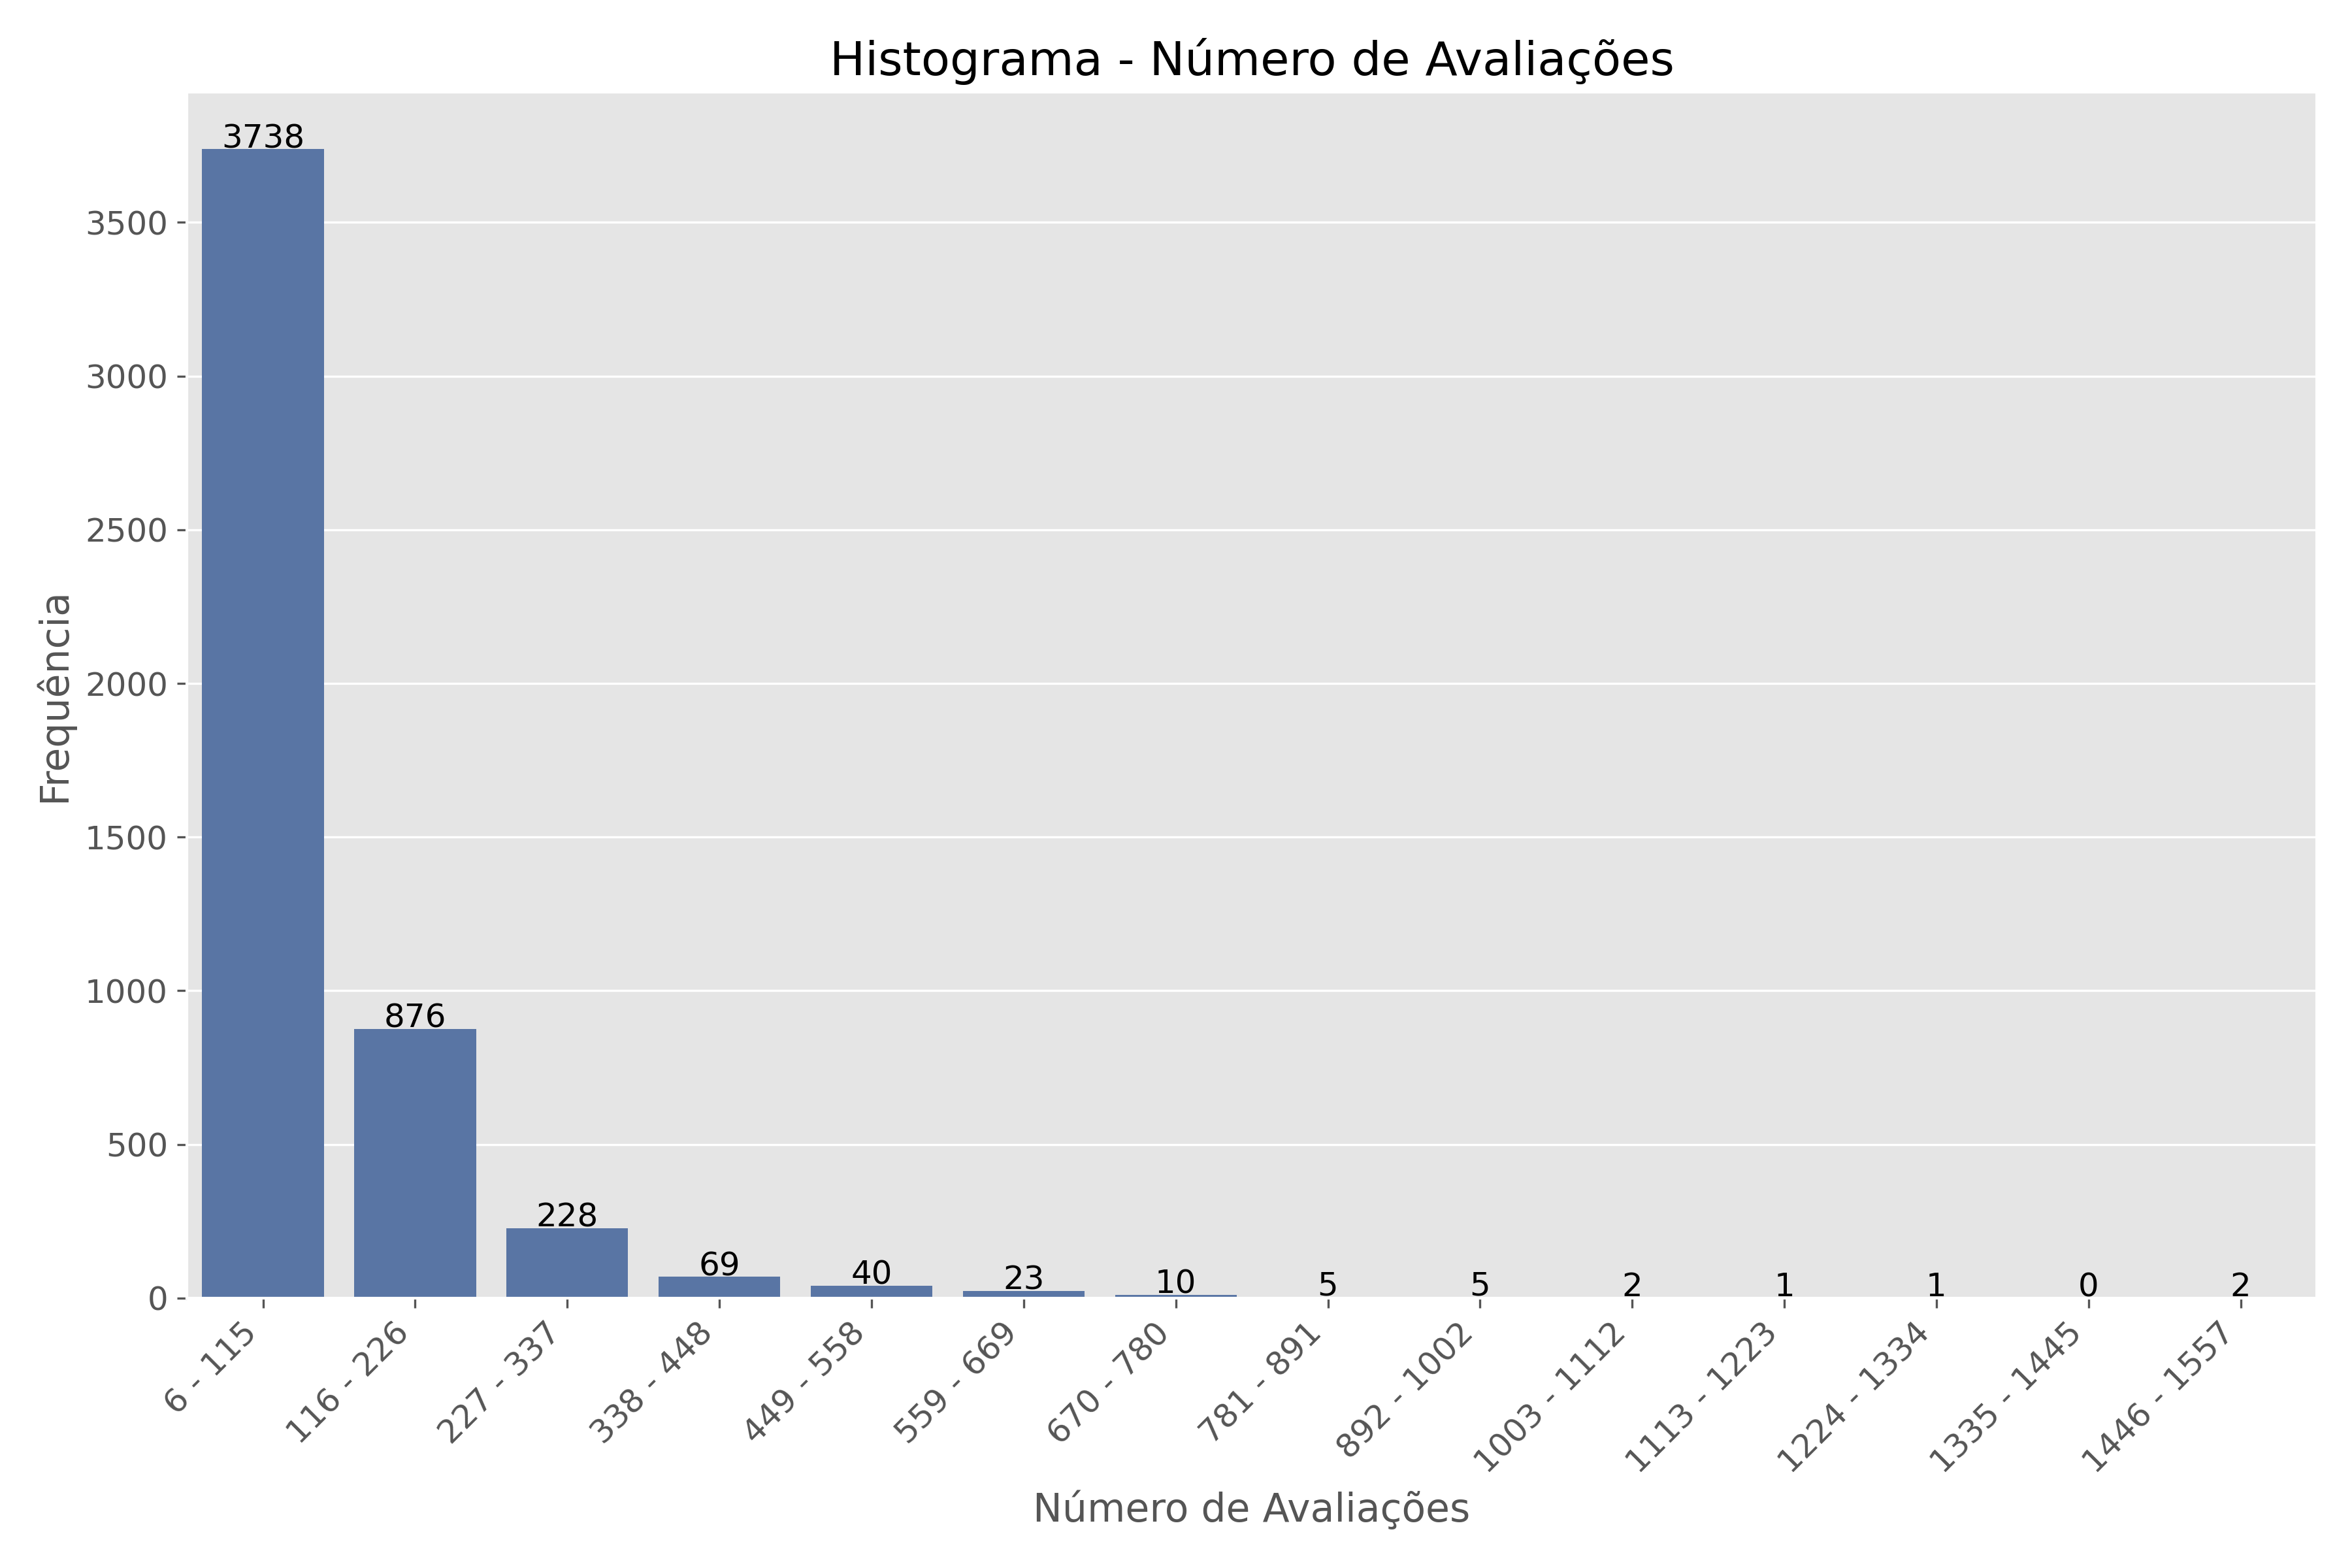 Histograma - Número de Avaliações
3738
3500
3000
2500
2000
1500
1000
500
0
Frequência
876
228
69
40
23
10
5
5
2
1
1
0
2
6 - 115
116 - 226
227 - 337
338 - 448
449 - 558
559 - 669
670 - 780
781 - 891
892 - 1002
1003 - 1112
1113 - 1223
1224 - 1334
1335 - 1445
1446 - 1557
Número de Avaliações